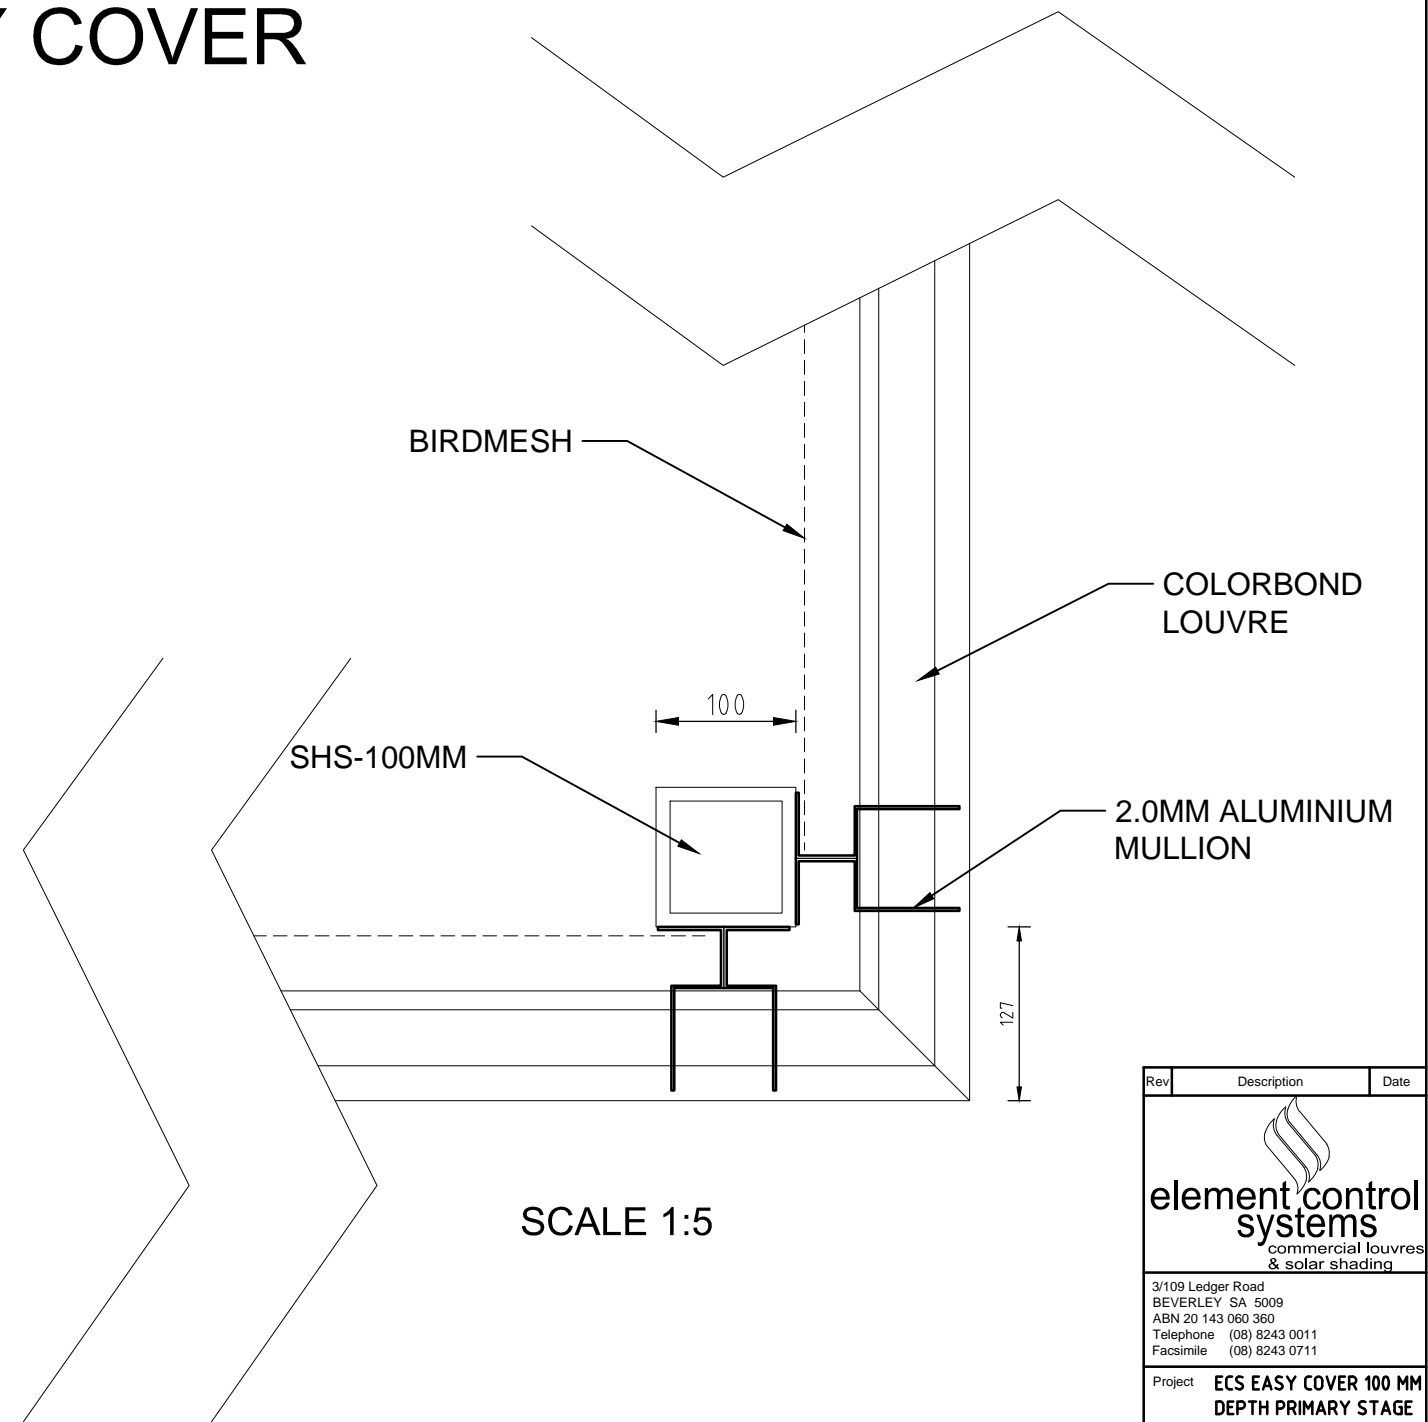 Y COVER
BIRDMESH
COLORBOND
LOUVRE
100
SHS-100MM
2.0MM ALUMINIUM
MULLION
127
SCALE 1:5
Rev Description Date
element control
systems
commercial louvres
& solar shading
3/109 Ledger Road
BEVERLEY SA 5009
ABN 20 143 060 360
Telephone (08) 8243 0011
Facsimile (08) 8243 0711
Project ECS EASY COVER 100 MM
DEPTH PRIMARY STAGE